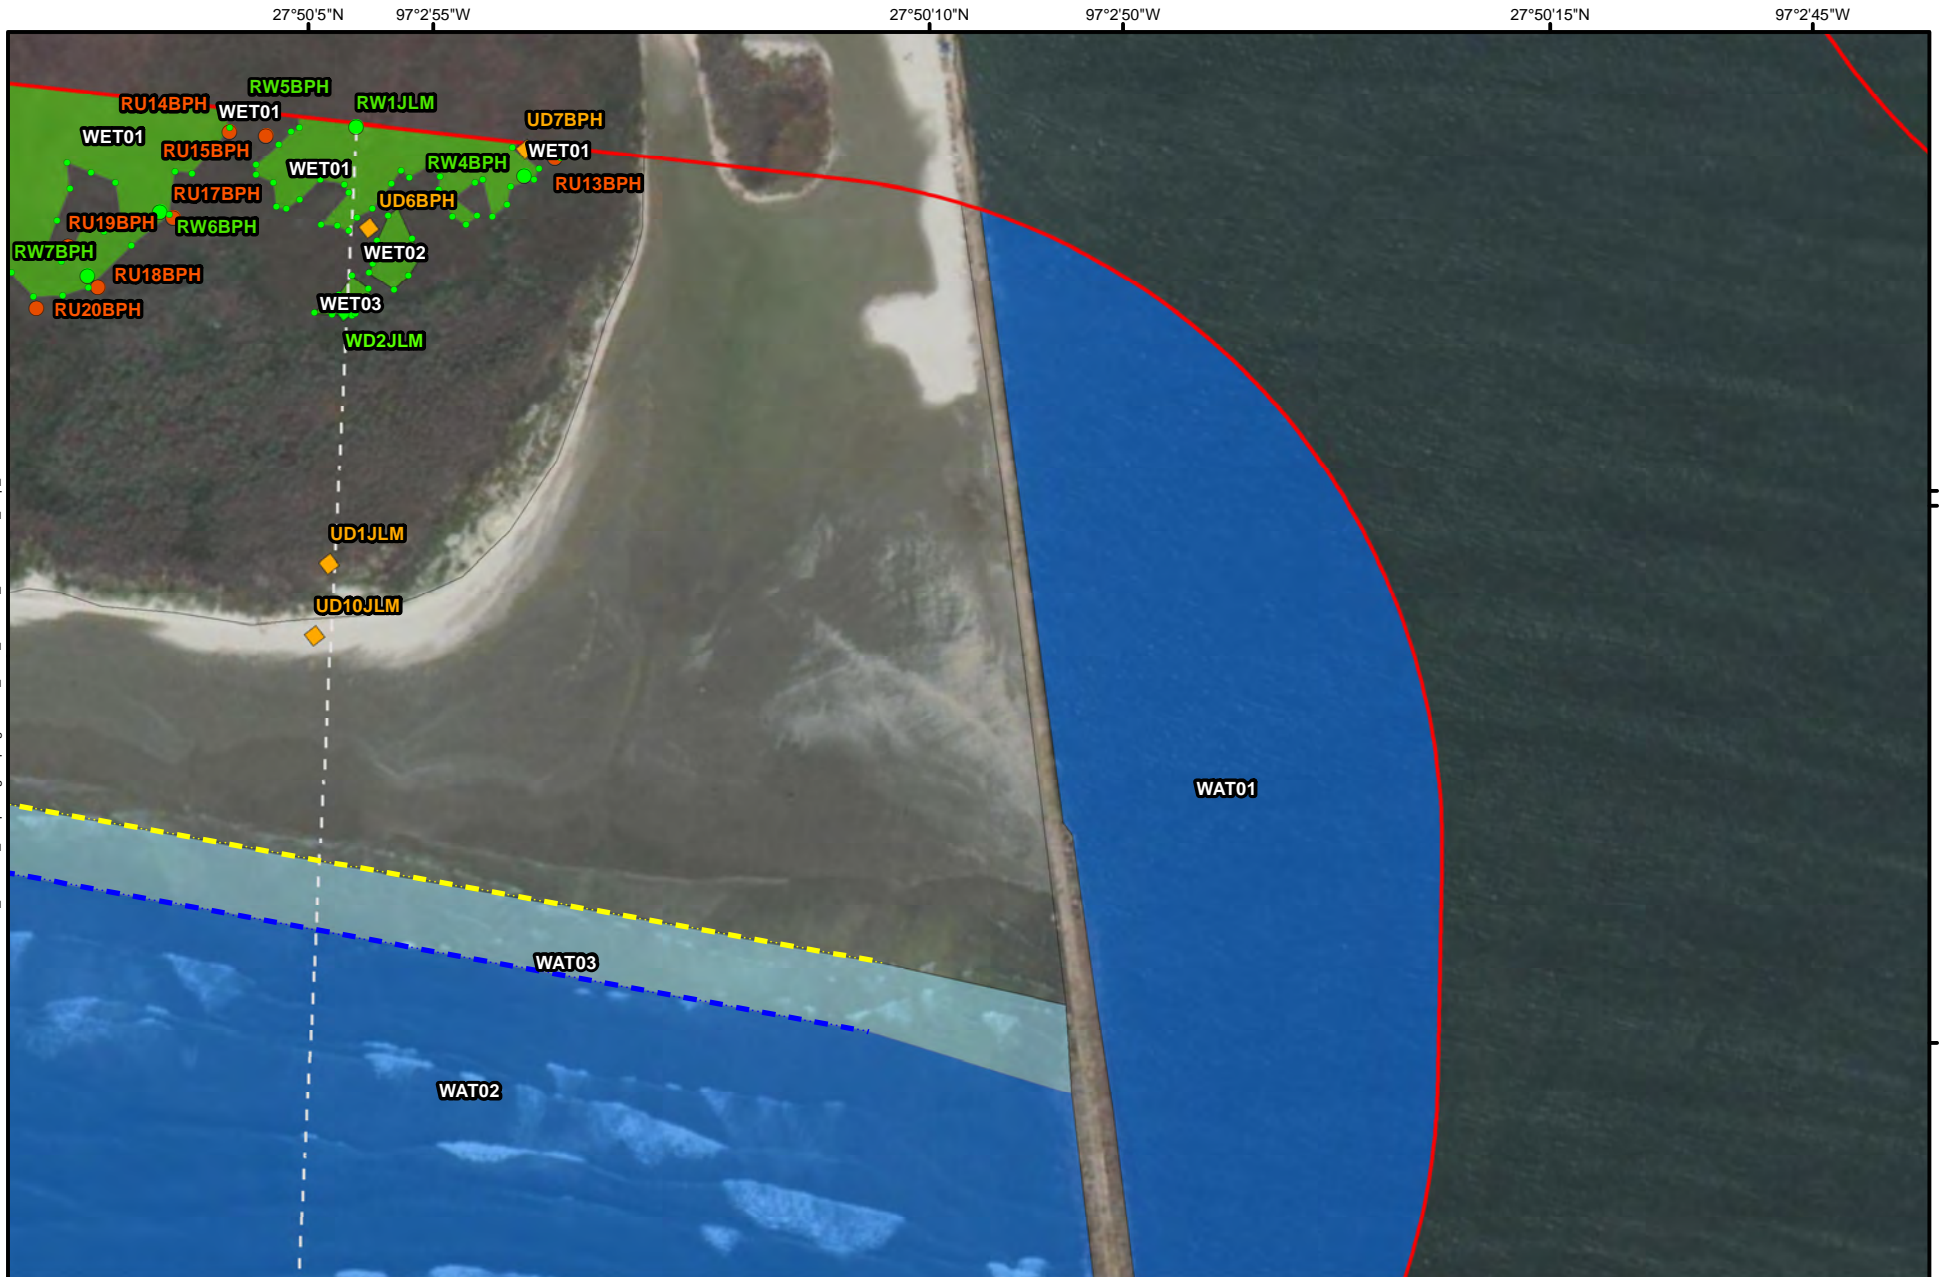 27°50'5"N 97°2'55"W 27°50'10"N 97°2'50"W 27°50'15"N 97°2'45"W
RW5BPH
RU14BPH WET01 RW1JLM
WET01 UD7BPH
RU15BPH WET01 RW4BPH WET01
RU17BPH RU13BPH
UD6BPH
RU19BPH RW6BPH
RW7BPH WET02
RU18BPH
RU20BPH WET03
WD2JLM
UD1JLM
UD10JLM
WAT01
WAT03
WAT02